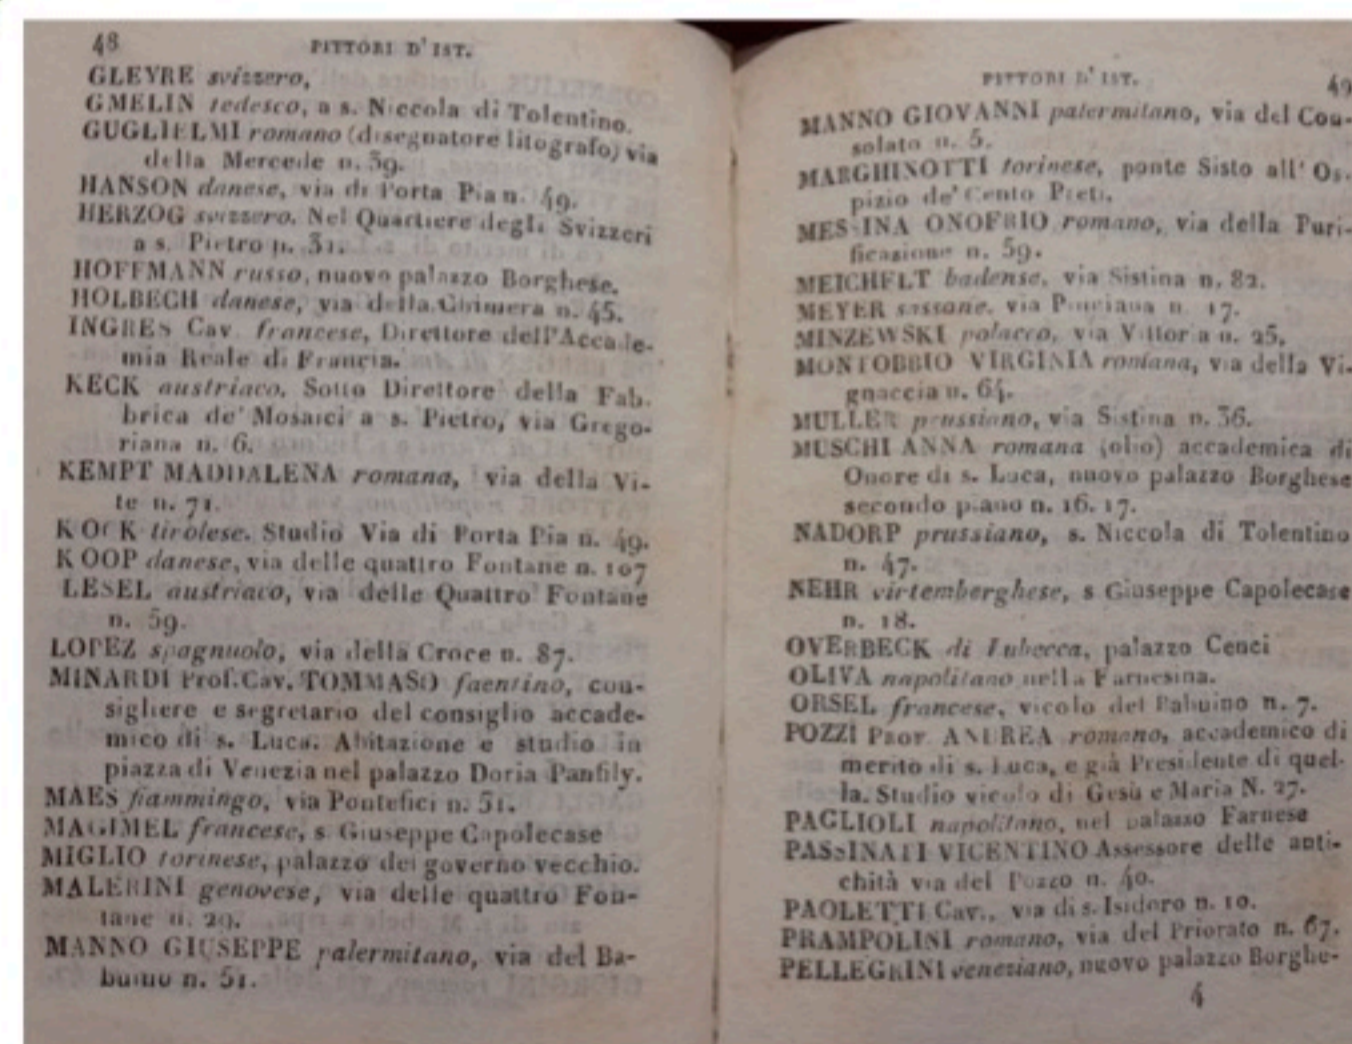 48
PITTORI D'IST.
GLEYRE svizzero,
GMELIN tedesco, a s. Niccola di Tolentino.
GUGLIELMI romano (disegnatore litografo) via
della Mercede n. 39.
HANSON danese, via di Porta Pia n. 49.
HERZOG svizzero. Nel Quartiere degli Svizzeri
a s. Pietro n. 31.
HOFFMANN russo, nuovo palazzo Borghese.
HOLBECH danese, via della Chimera n. 45.
INGRES Cav. francese, Direttore dell'Accade-
mia Reale di Francia.
KECK austriaco. Sotto Direttore della Fab.
brica de' Mosaici a s. Pietro, via Grego-
riana n. 6.
KEMPT MADDALENA romana, via della Vi-
te n. 71.
KOCK tirolese. Studio Via di Porta Pia n. 49.
KOOP danese, via delle quattro Fontane n. 107
LESEL austriaco, via delle Quattro Fontane
n. 59.
LOPEZ spagnuolo, via della Croce n. 87.
MINARDI Prof. Cav. TOMMASO faentino, con-
sigliere e segretario del consiglio accade-
mico di s. Luca. Abitazione e studio in
piazza di Venezia nel palazzo Doria Panfily.
MAES fiammingo, via Pontefici n. 51.
MAGIMEL francese, s. Giuseppe Capolecase
MIGLIO torinese, palazzo del governo vecchio.
MALERINI genovese, via delle quattro Fon-
tane n. 29.
MANNO GIUSEPPE palermitano, via del Ba-
buino n. 51.
PITTORI D'IST.
49
MANNO GIOVANNI palermitano, via del Con-
solato n. 5.
MARGHINOTTI torinese, ponte Sisto all' Os-
pizio de' Cento Preti.
MESSINA ONOFRIO romano, via della Puri-
ficazione n. 59.
MEICHELT badense, via Sistina n. 82.
MEYER sassone, via Pinciana n. 17.
MINZEWSKI polacco, via Vittoria n. 25.
MONTOBBIO VIRGINIA romana, via della Vi-
gnaccia n. 64.
MULLER prussiano, via Sistina n. 36.
MUSCHI ANNA romana (olio) accademica di
Onore di s. Luca, nuovo palazzo Borghese
secondo piano n. 16. 17.
NADORP prussiano, s. Niccola di Tolentino
n. 47.
NEHR virtemberghese, s Giuseppe Capolecase
n. 18.
OVERBECK di Lubecca, palazzo Cenci
OLIVA napolitano nella Farnesina.
ORSEL francese, vicolo del Babuino n. 7.
POZZI Prof. ANDREA romano, accademico di
merito di s. Luca, e già Presidente di quel-
la. Studio vicolo di Gesù e Maria N. 27.
PAGLIOLI napolitano, nel palazzo Farnese
PASSINATI VICENTINO Assessore delle anti-
chità via del Pozzo n. 40.
PAOLETTI Cav., via di s. Isidoro n. 10.
PRAMPOLINI romano, via del Priorato n. 67.
PELLEGRINI veneziano, nuovo palazzo Borghe-
4